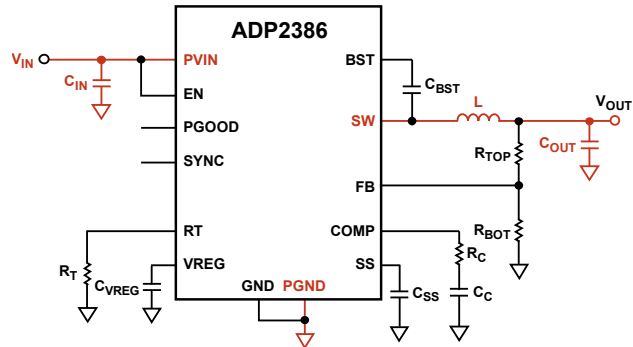 ADP2386
VIN
CIN
PVIN
EN
PGOOD
SYNC
RT
VREG
GND
PGND
BST
SW
FB
COMP
SS
CBST
L
VOUT
COUT
RTOP
RBOT
RC
CC
CSS
RT
CVREG